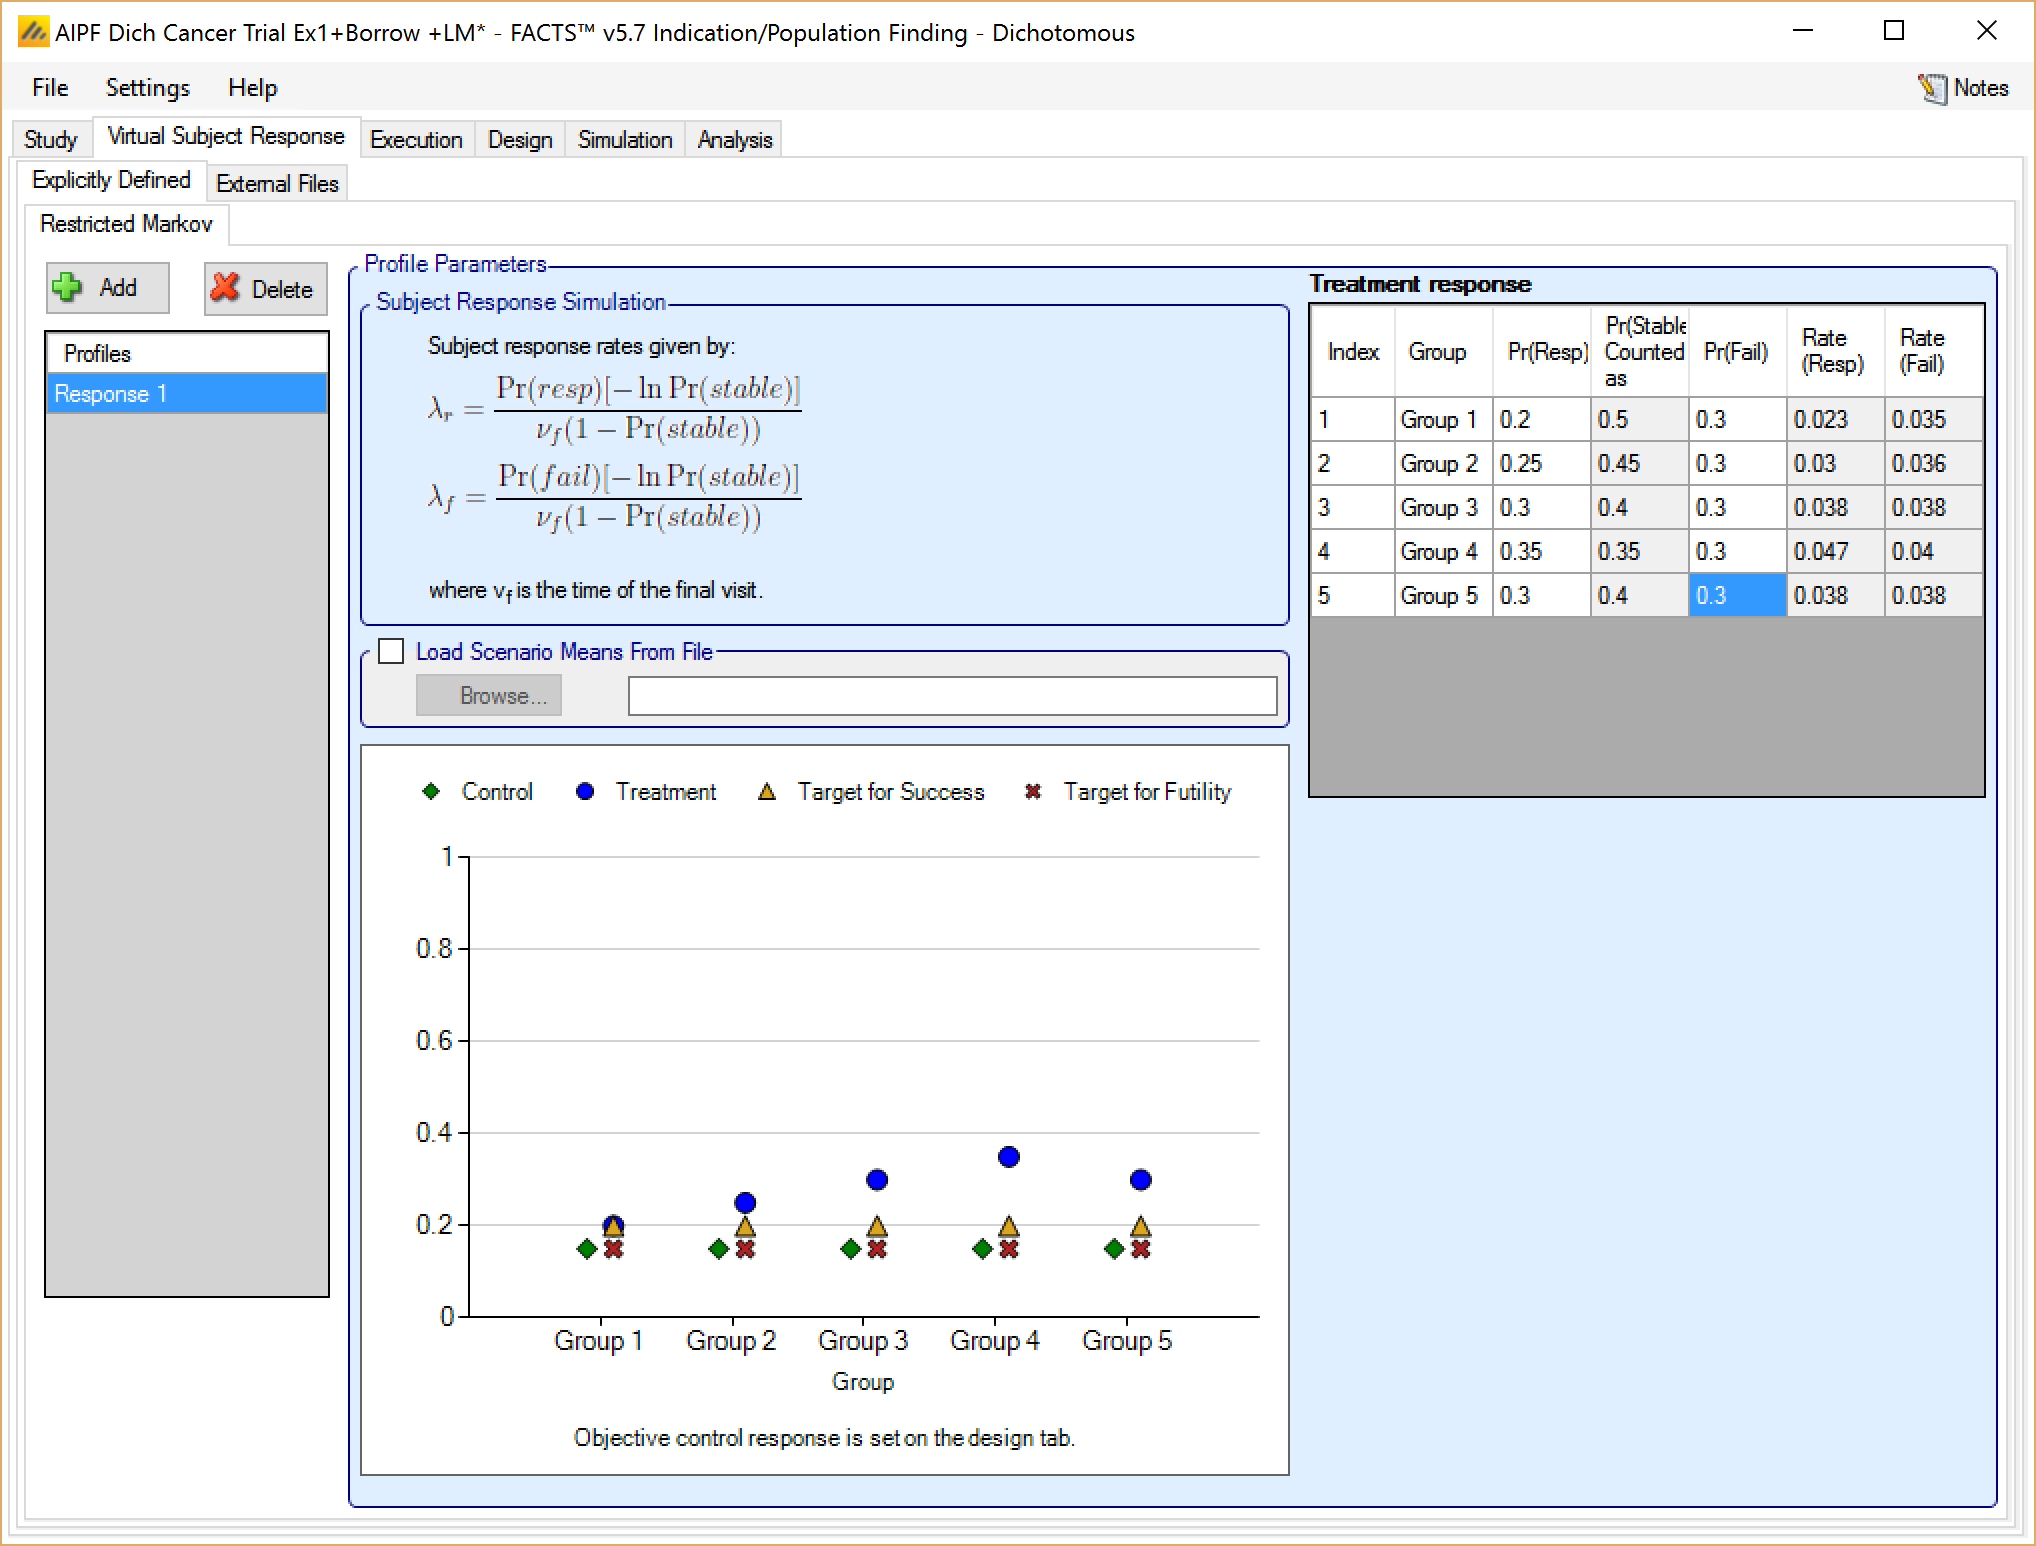 AIPF Dich Cancer Trial Ex1+Borrow +LM* - FACTS™ v5.7 Indication/Population Finding - Dichotomous
File Settings Help Notes
Study Virtual Subject Response Execution Design Simulation Analysis
Explicitly Defined External Files
Restricted Markov
Add Delete
Profiles
Response 1
Profile Parameters
Subject Response Simulation
Subject response rates given by:
λr = Pr(resp)[− ln Pr(stable)] / νf(1 − Pr(stable))
λf = Pr(fail)[− ln Pr(stable)] / νf(1 − Pr(stable))
where vf is the time of the final visit.
Load Scenario Means From File
Browse...
Control Treatment Target for Success Target for Futility
1
0.8
0.6
0.4
0.2
0
Group 1 Group 2 Group 3 Group 4 Group 5
Group
Objective control response is set on the design tab.
Treatment response
Index Group Pr(Resp) Pr(Stable Counted as Pr(Fail) Rate (Resp) Rate (Fail)
1 Group 1 0.2 0.5 0.3 0.023 0.035
2 Group 2 0.25 0.45 0.3 0.03 0.036
3 Group 3 0.3 0.4 0.3 0.038 0.038
4 Group 4 0.35 0.35 0.3 0.047 0.04
5 Group 5 0.3 0.4 0.3 0.038 0.038